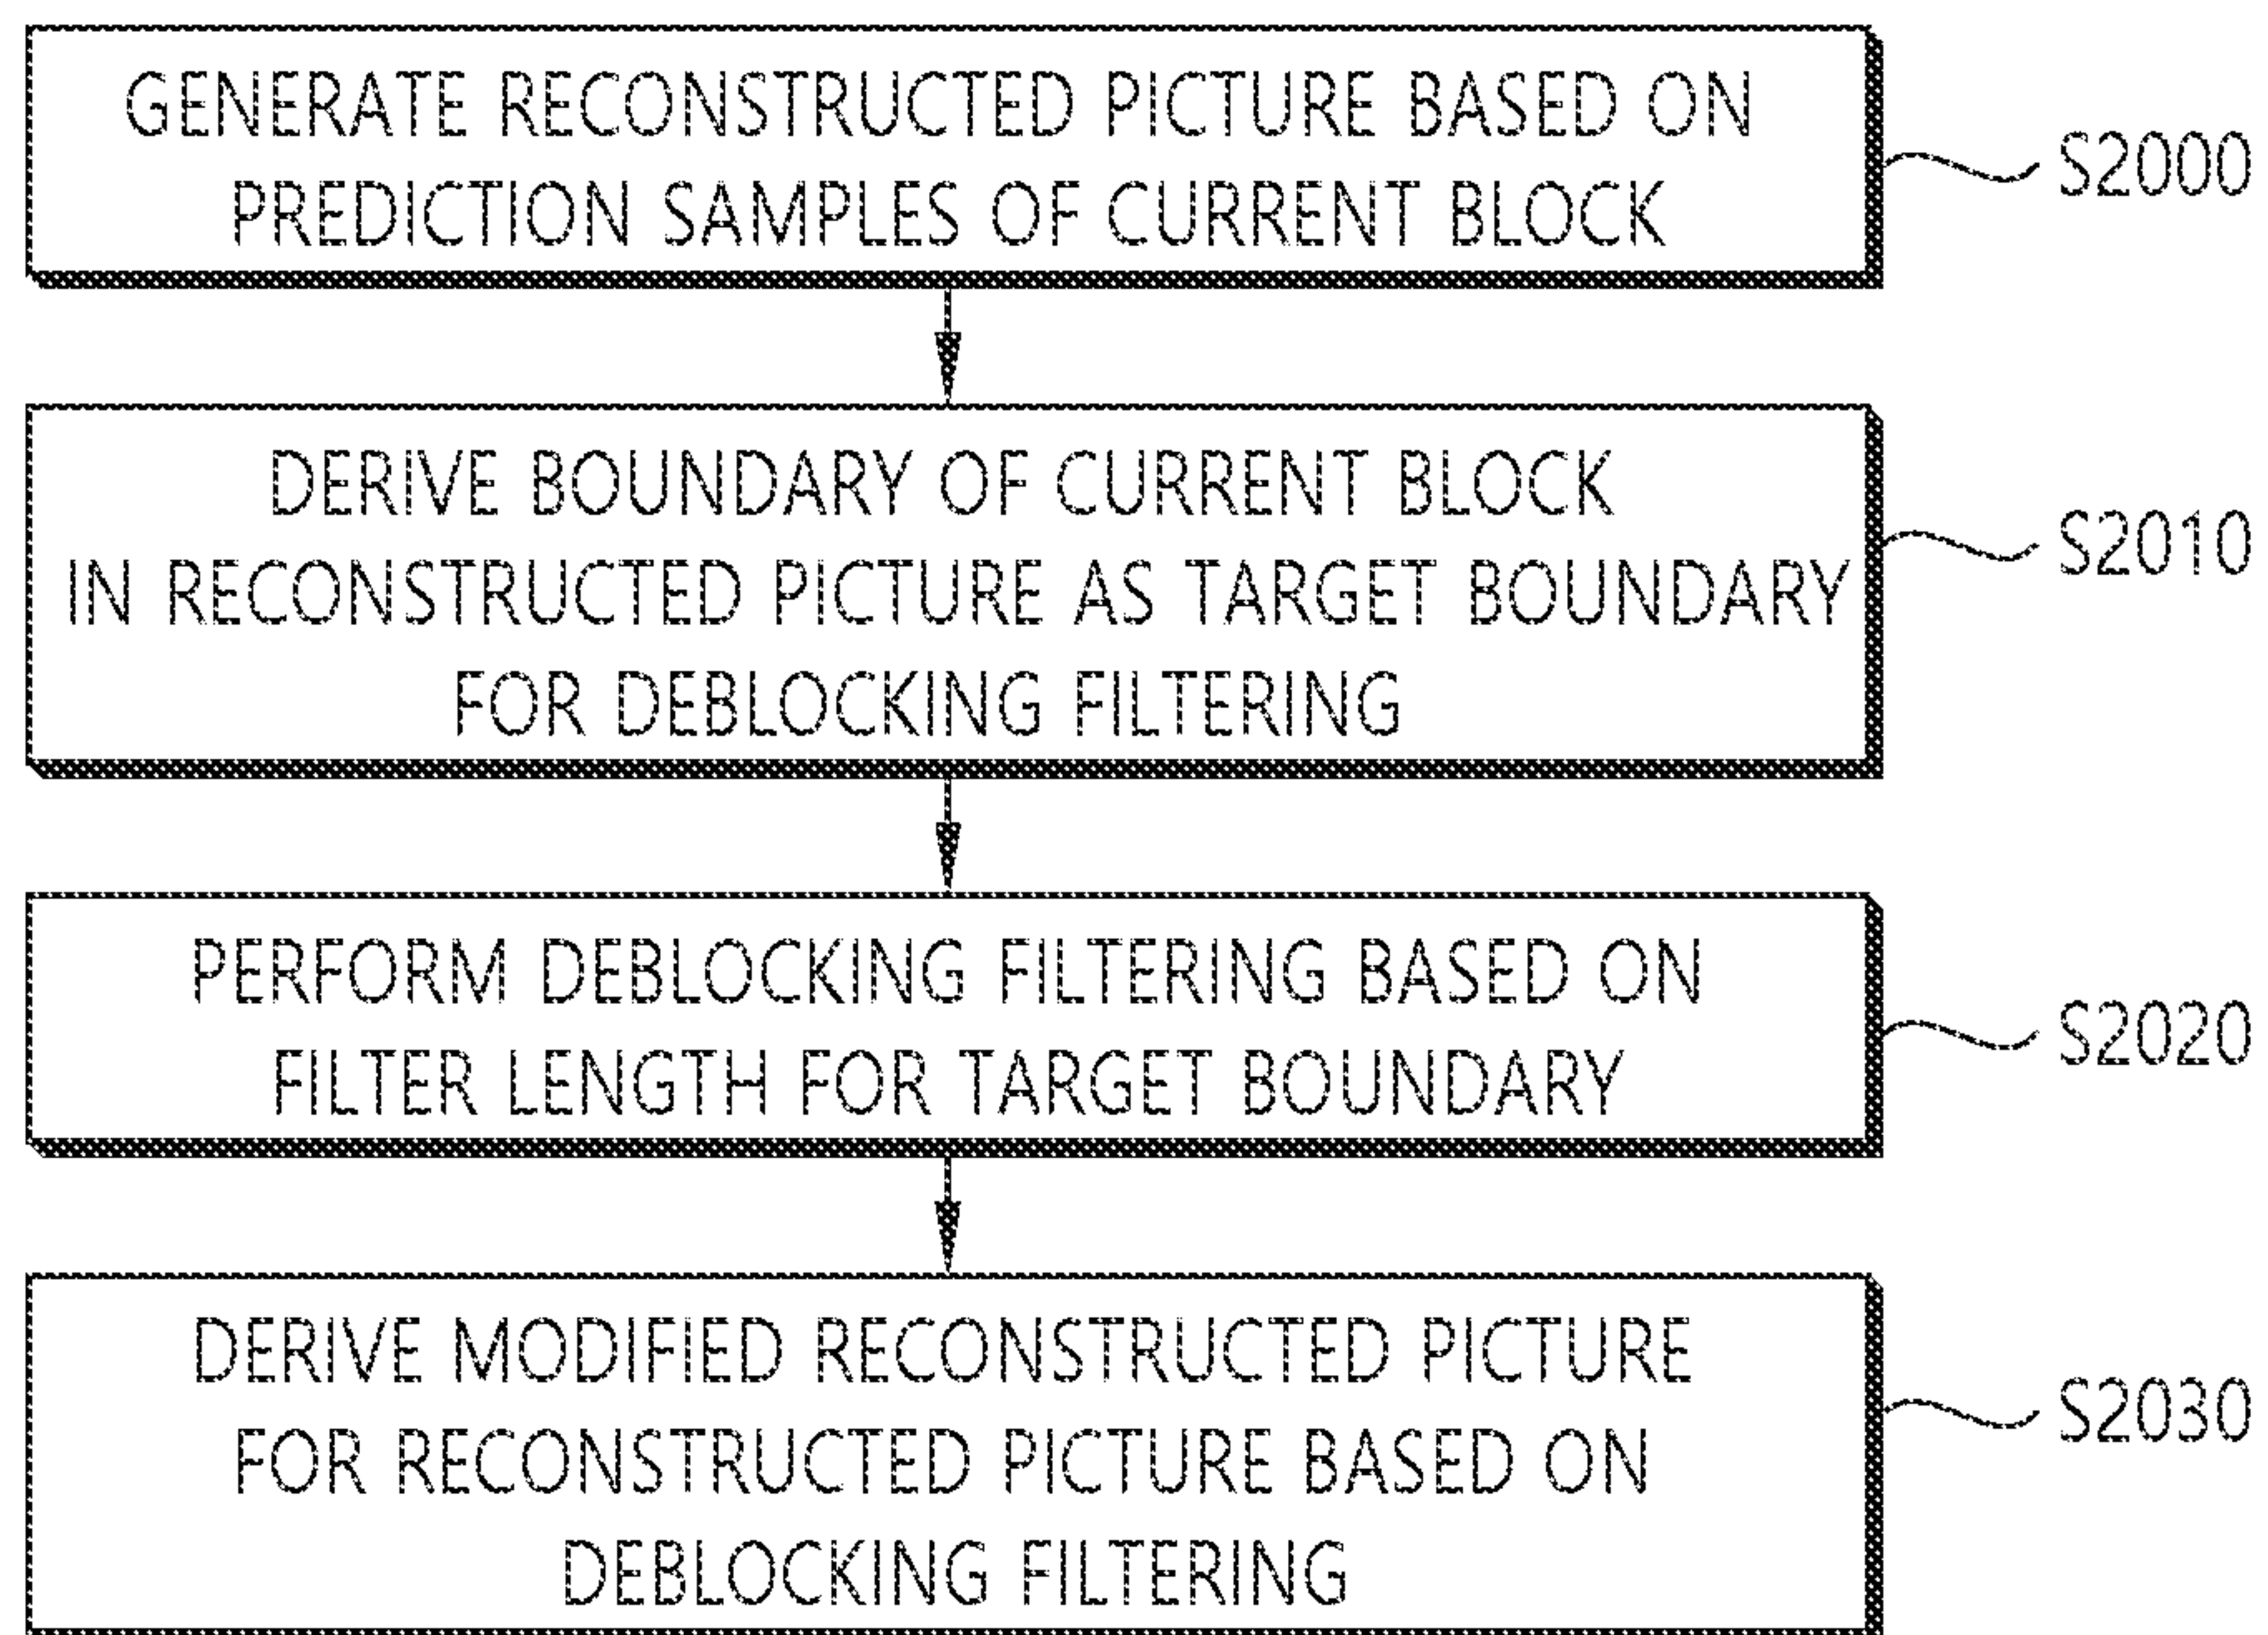 GENERATE RECONSTRUCTED PICTURE BASED ON
PREDICTION SAMPLES OF CURRENT BLOCK
S2000
DERIVE BOUNDARY OF CURRENT BLOCK
IN RECONSTRUCTED PICTURE AS TARGET BOUNDARY
FOR DEBLOCKING FILTERING
S2010
PERFORM DEBLOCKING FILTERING BASED ON
FILTER LENGTH FOR TARGET BOUNDARY
S2020
DERIVE MODIFIED RECONSTRUCTED PICTURE
FOR RECONSTRUCTED PICTURE BASED ON
DEBLOCKING FILTERING
S2030